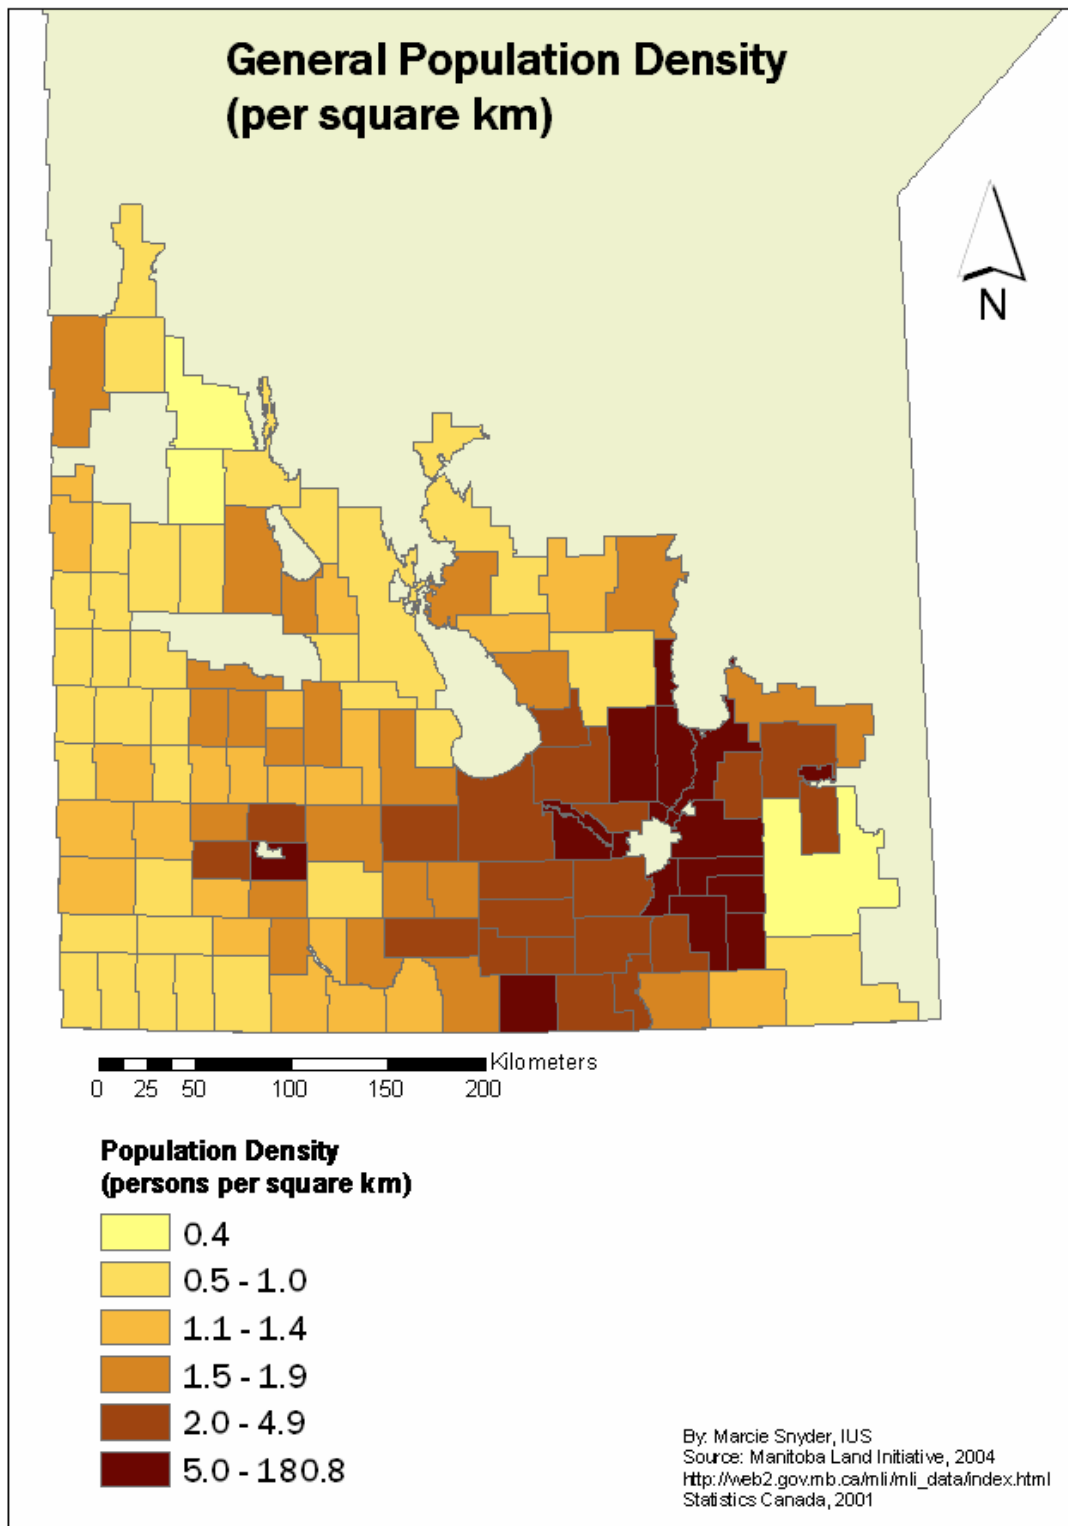 General Population Density
(per square km)
N
Kilometers
0 25 50 100 150 200
Population Density
(persons per square km)
0.4
0.5 - 1.0
1.1 - 1.4
1.5 - 1.9
2.0 - 4.9
5.0 - 180.8
By: Marcie Snyder, IUS
Source: Manitoba Land Initiative, 2004
http://web2.gov.mb.ca/mli/mli_data/index.html
Statistics Canada, 2001